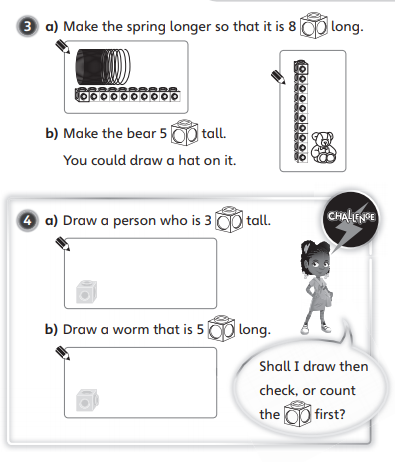 3 a) Make the spring longer so that it is 8 long.
b) Make the bear 5 tall.
You could draw a hat on it.
CHALLENGE
4 a) Draw a person who is 3 tall.
b) Draw a worm that is 5 long.
Shall I draw then
check, or count
the first?